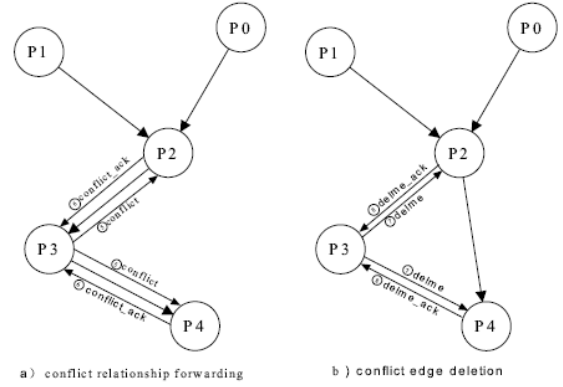 P0
P1
P2
conflict_ack
conflict
P3
conflict
conflict_ack
P4
a) conflict relationship forwarding
P0
P1
P2
delme_ack
delme
P3
delme
delme_ack
P4
b) conflict edge deletion